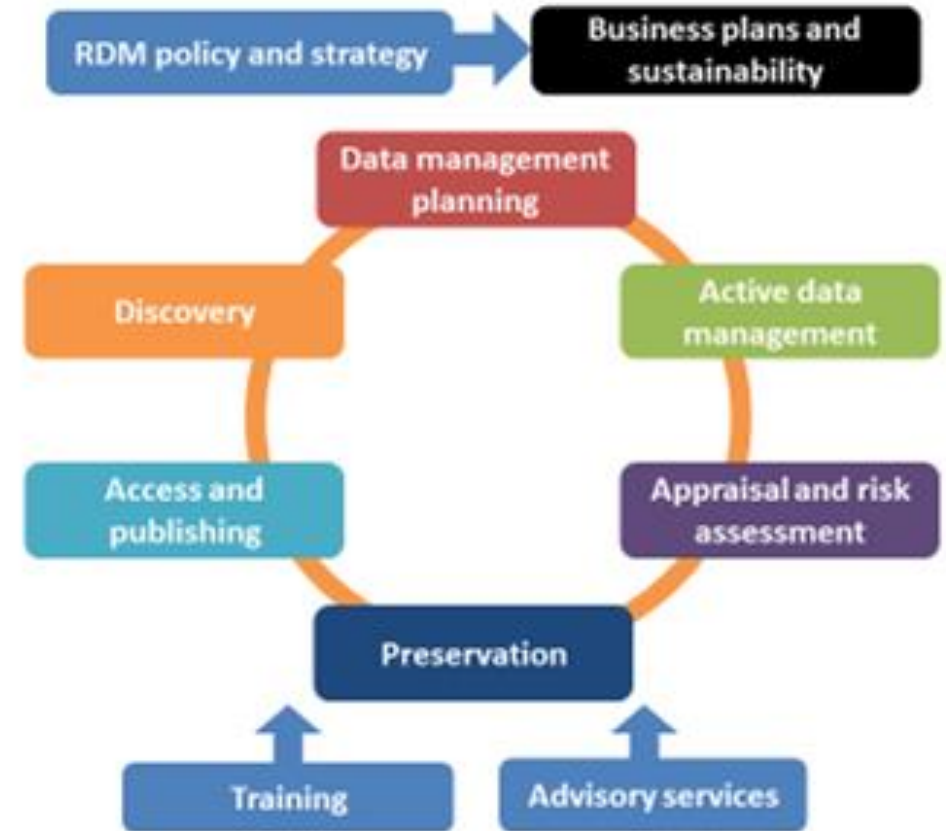 RDM policy and strategy
Business plans and
sustainability
Data management
planning
Discovery
Active data
management
Access and
publishing
Appraisal and risk
assessment
Preservation
Training
Advisory services